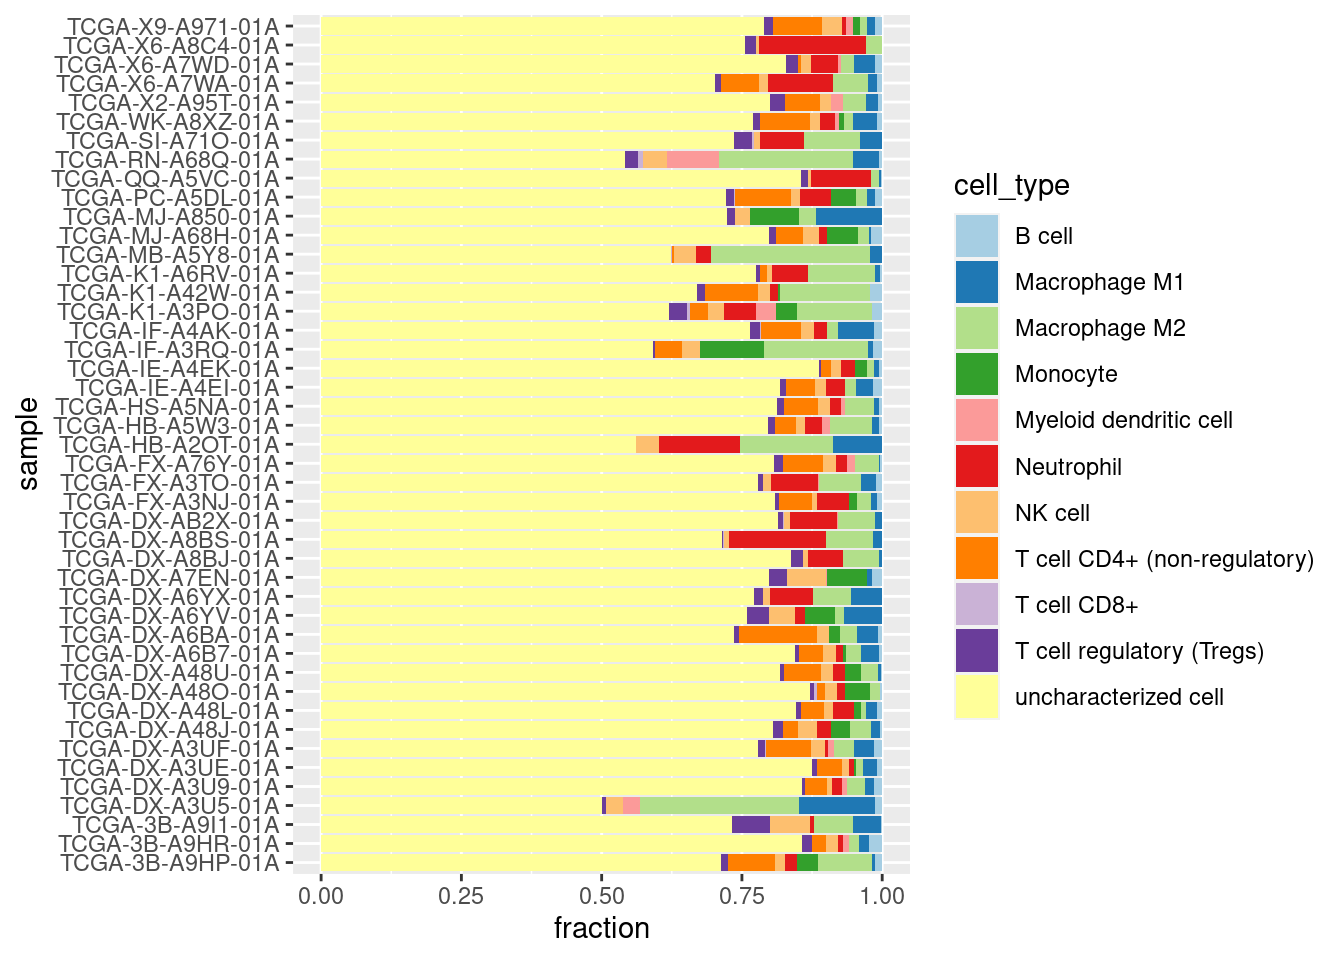 TCGA-X9-A971-01A
TCGA-X6-A8C4-01A
TCGA-X6-A7WD-01A
TCGA-X6-A7WA-01A
TCGA-X2-A95T-01A
TCGA-WK-A8XZ-01A
TCGA-SI-A71O-01A
TCGA-RN-A68Q-01A
TCGA-QQ-A5VC-01A
TCGA-PC-A5DL-01A
TCGA-MJ-A850-01A
TCGA-MJ-A68H-01A
TCGA-MB-A5Y8-01A
TCGA-K1-A6RV-01A
TCGA-K1-A42W-01A
TCGA-K1-A3PO-01A
TCGA-IF-A4AK-01A
TCGA-IF-A3RQ-01A
TCGA-IE-A4EK-01A
TCGA-IE-A4EI-01A
TCGA-HS-A5NA-01A
TCGA-HB-A5W3-01A
TCGA-HB-A2OT-01A
TCGA-FX-A76Y-01A
TCGA-FX-A3TO-01A
TCGA-FX-A3NJ-01A
TCGA-DX-AB2X-01A
TCGA-DX-A8BS-01A
TCGA-DX-A8BJ-01A
TCGA-DX-A7EN-01A
TCGA-DX-A6YX-01A
TCGA-DX-A6YV-01A
TCGA-DX-A6BA-01A
TCGA-DX-A6B7-01A
TCGA-DX-A48U-01A
TCGA-DX-A48O-01A
TCGA-DX-A48L-01A
TCGA-DX-A48J-01A
TCGA-DX-A3UF-01A
TCGA-DX-A3UE-01A
TCGA-DX-A3U9-01A
TCGA-DX-A3U5-01A
TCGA-3B-A9I1-01A
TCGA-3B-A9HR-01A
TCGA-3B-A9HP-01A
sample
0.00 0.25 0.50 0.75 1.00
fraction
cell_type
B cell
Macrophage M1
Macrophage M2
Monocyte
Myeloid dendritic cell
Neutrophil
NK cell
T cell CD4+ (non-regulatory)
T cell CD8+
T cell regulatory (Tregs)
uncharacterized cell